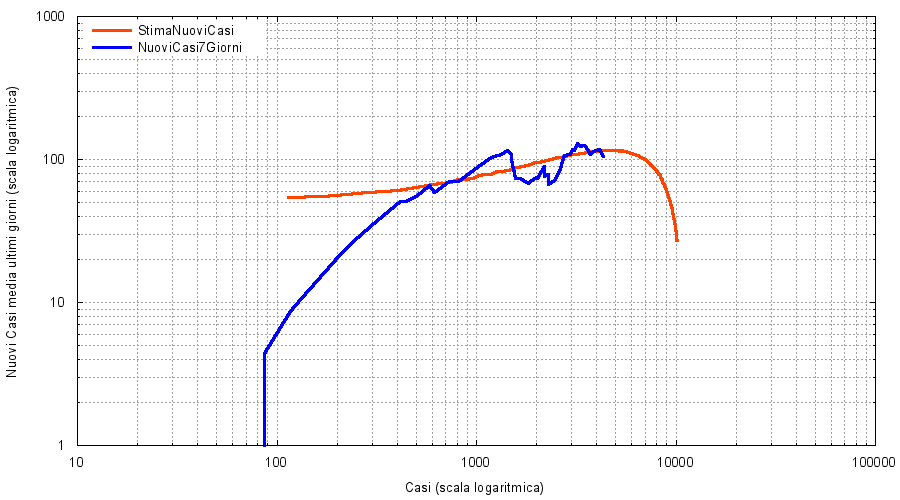 1000
100
10
1
10
100
1000
10000
100000
StimaNuoviCasi
NuoviCasi7Giorni
Nuovi Casi media ultimi giorni (scala logaritmica)
Casi (scala logaritmica)